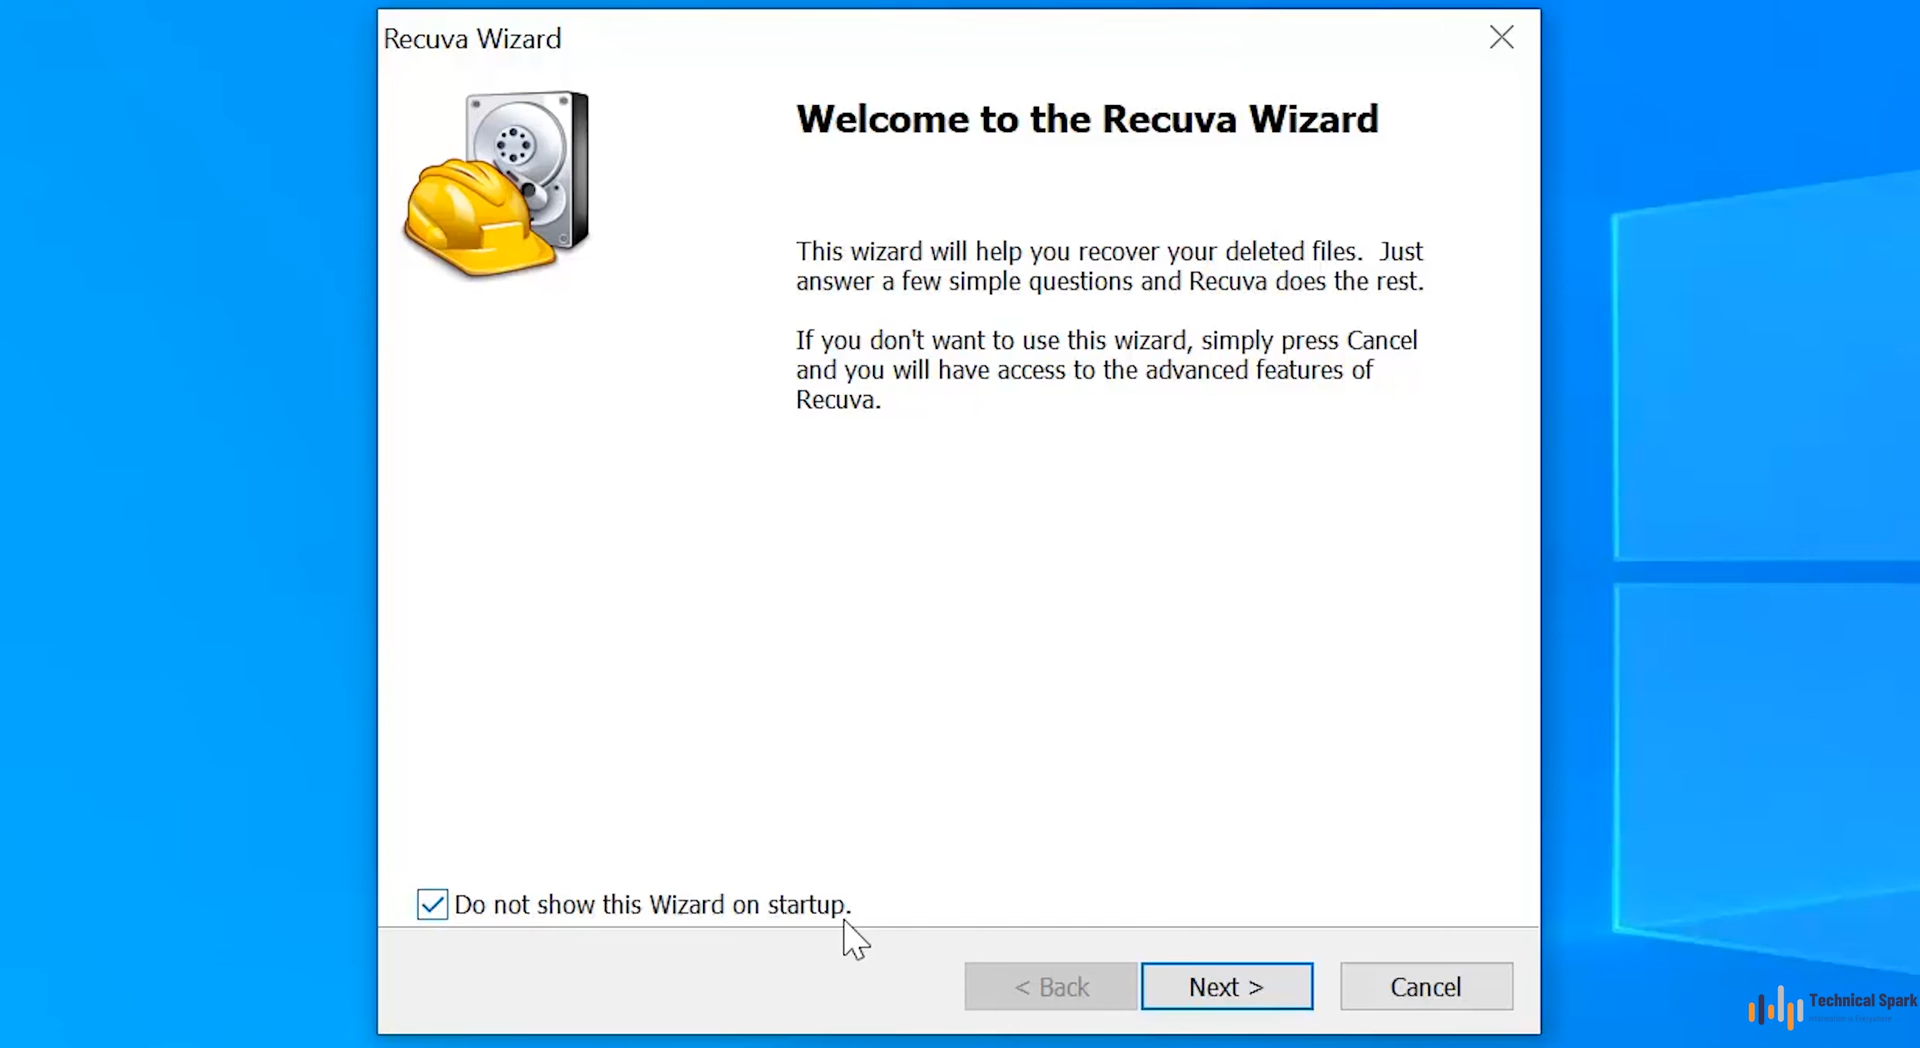 Recuva Wizard
Welcome to the Recuva Wizard
This wizard will help you recover your deleted files.  Just
answer a few simple questions and Recuva does the rest.
If you don't want to use this wizard, simply press Cancel
and you will have access to the advanced features of
Recuva.
Do not show this Wizard on startup.
< Back
Next >
Cancel
Technical Spark